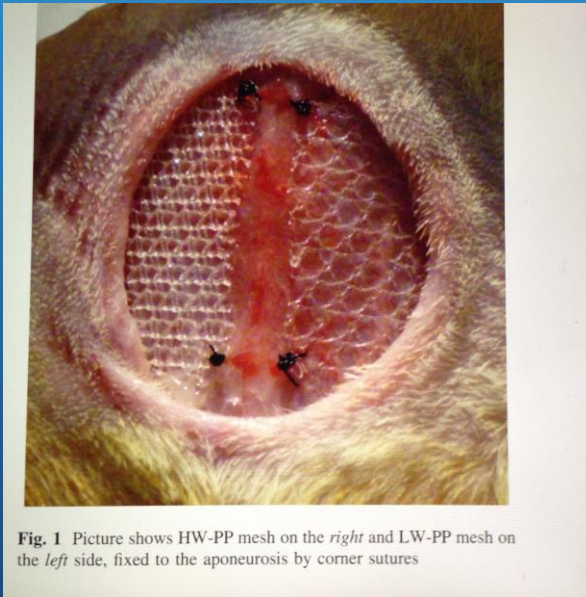 Fig. 1 Picture shows HW-PP mesh on the right and LW-PP mesh on
the left side, fixed to the aponeurosis by corner sutures